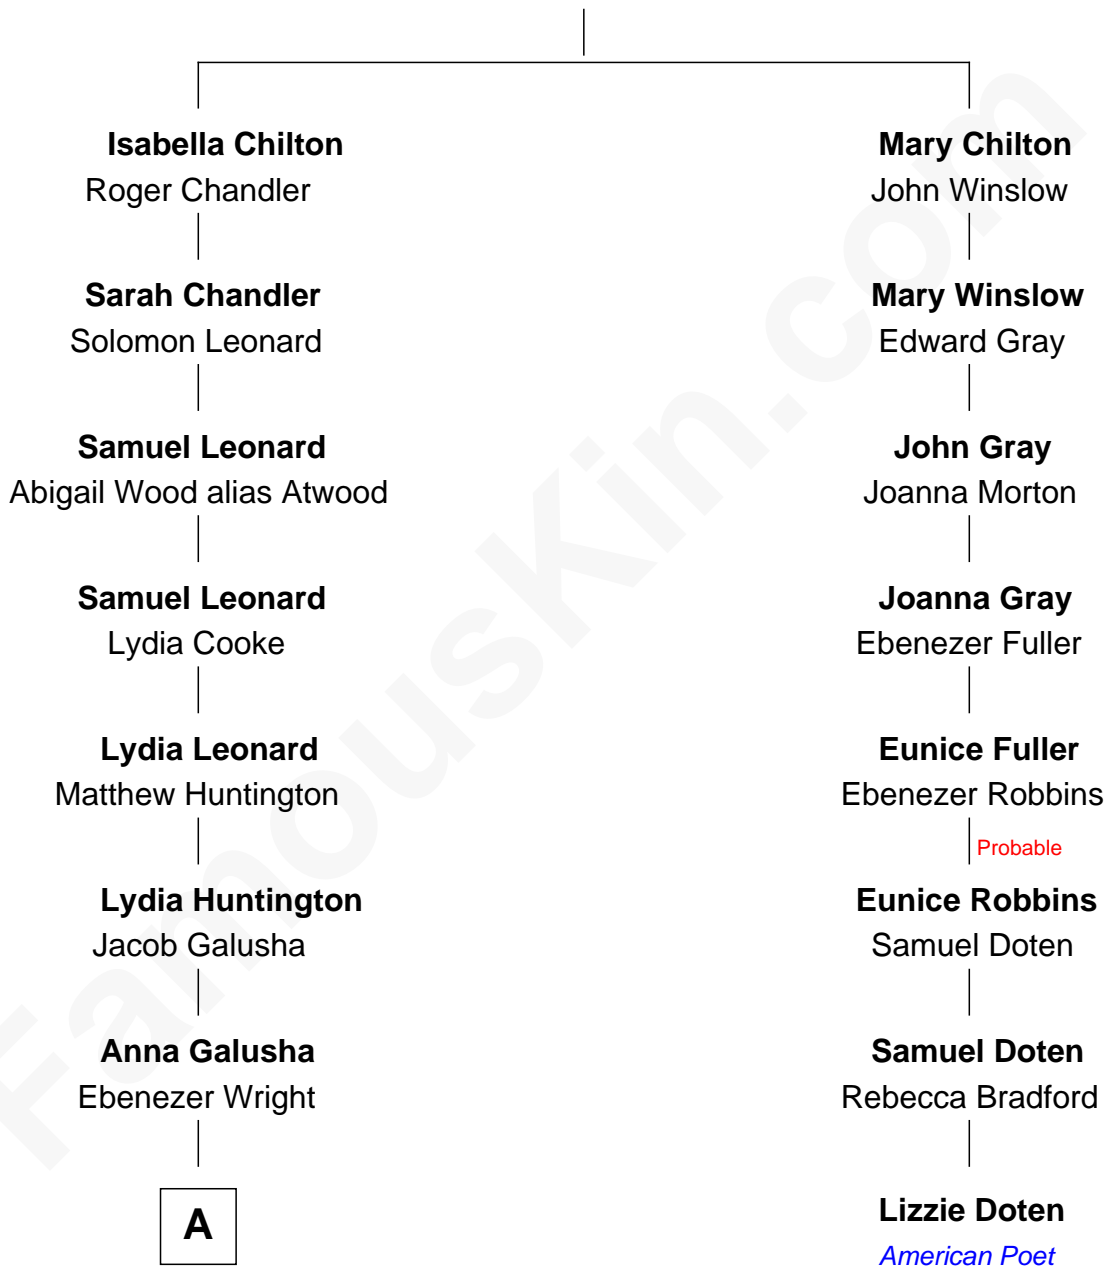 Isabella Chilton
Roger Chandler
Sarah Chandler
Solomon Leonard
Samuel Leonard
Abigail Wood alias Atwood
Samuel Leonard
Lydia Cooke
Lydia Leonard
Matthew Huntington
Lydia Huntington
Jacob Galusha
Anna Galusha
Ebenezer Wright
A
Mary Chilton
John Winslow
Mary Winslow
Edward Gray
John Gray
Joanna Morton
Joanna Gray
Ebenezer Fuller
Eunice Fuller
Ebenezer Robbins
Probable
Eunice Robbins
Samuel Doten
Samuel Doten
Rebecca Bradford
Lizzie Doten
American Poet
FamousKin.com